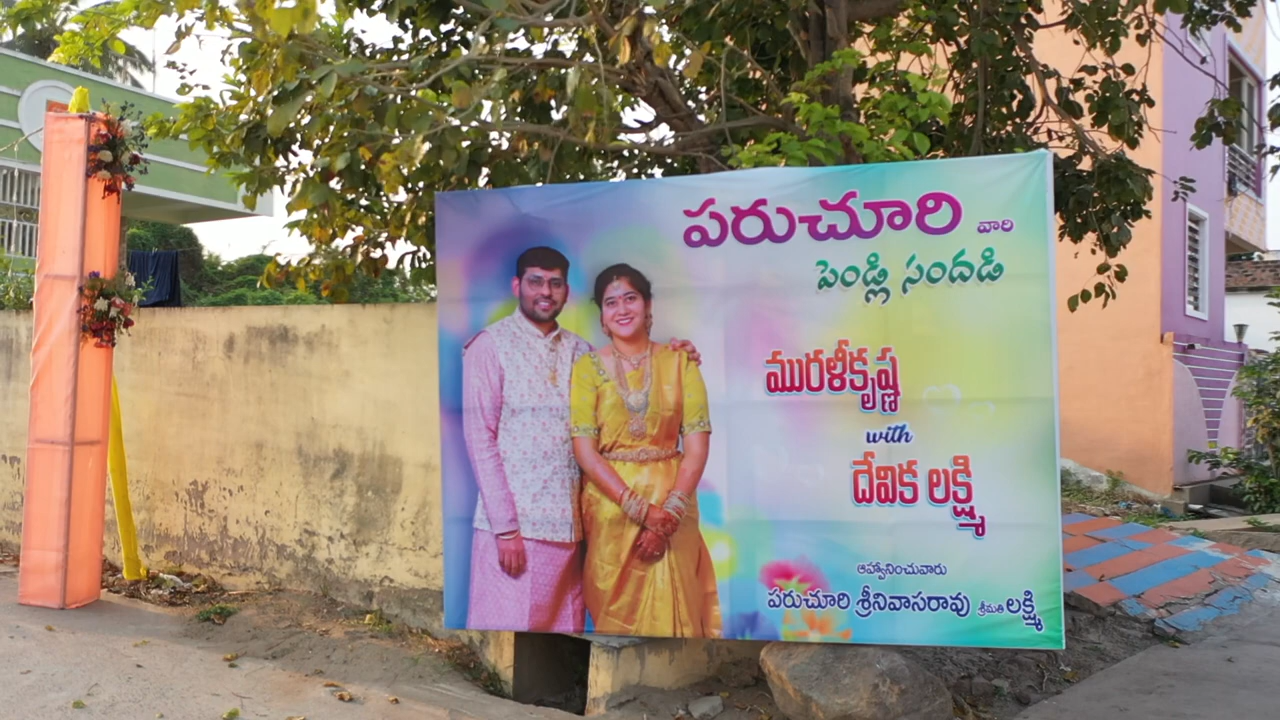 పరుచూరి వారి
పెండ్లి సందడి
మురళీకృష్ణ
with
దేవిక లక్ష్మి
ఆహ్వానించువారు
పరుచూరి శ్రీనివాసరావు శ్రీమతి లక్ష్మి